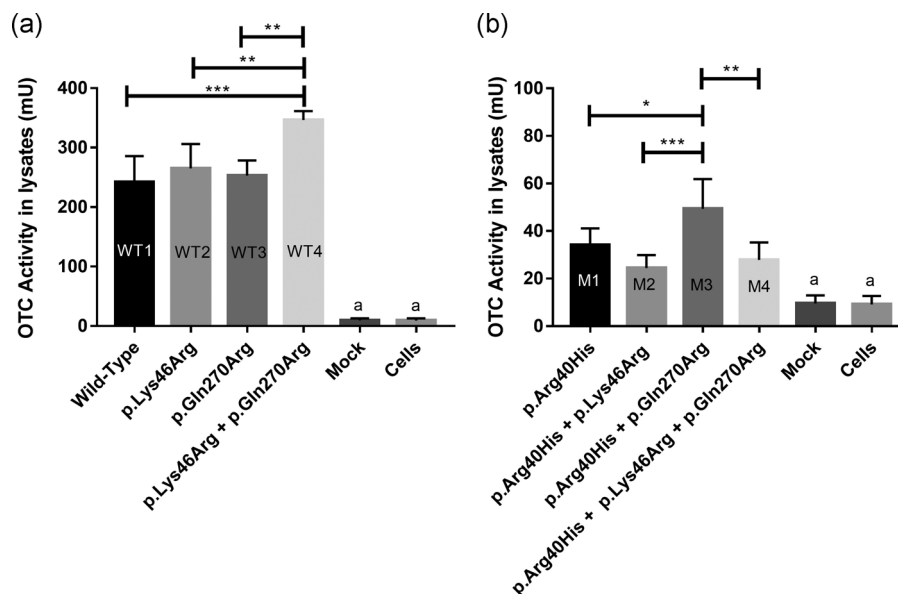 (a)
**
**
***
OTC Activity in lysates (mU)
400
300
200
100
0
WT1
WT2
WT3
WT4
a
a
Wild-Type
p.Lys46Arg
p.Gln270Arg
p.Lys46Arg + p.Gln270Arg
Mock
Cells
(b)
**
*
***
OTC Activity in lysates (mU)
100
80
60
40
20
0
M1
M2
M3
M4
a
a
p.Arg40His
p.Arg40His + p.Lys46Arg
p.Arg40His + p.Gln270Arg
p.Arg40His + p.Lys46Arg + p.Gln270Arg
Mock
Cells